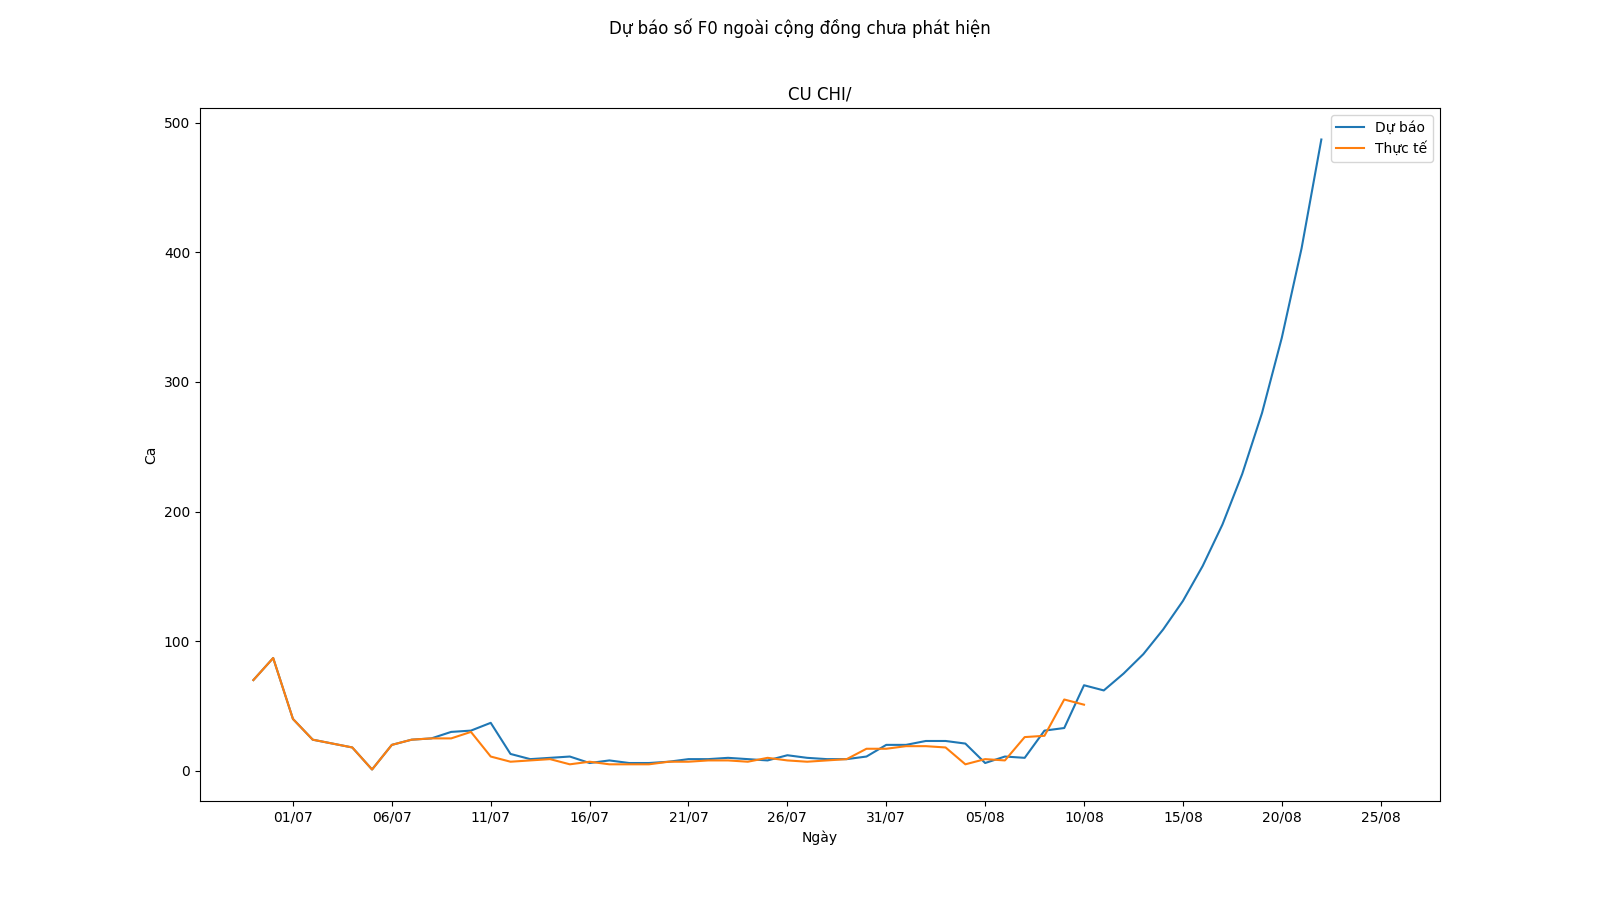 Dự báo số F0 ngoài cộng đồng chưa phát hiện
CU CHI/
500
400
300
200
100
0
Ca
Dự báo
Thực tế
01/07 06/07 11/07 16/07 21/07 26/07 31/07 05/08 10/08 15/08 20/08 25/08
Ngày